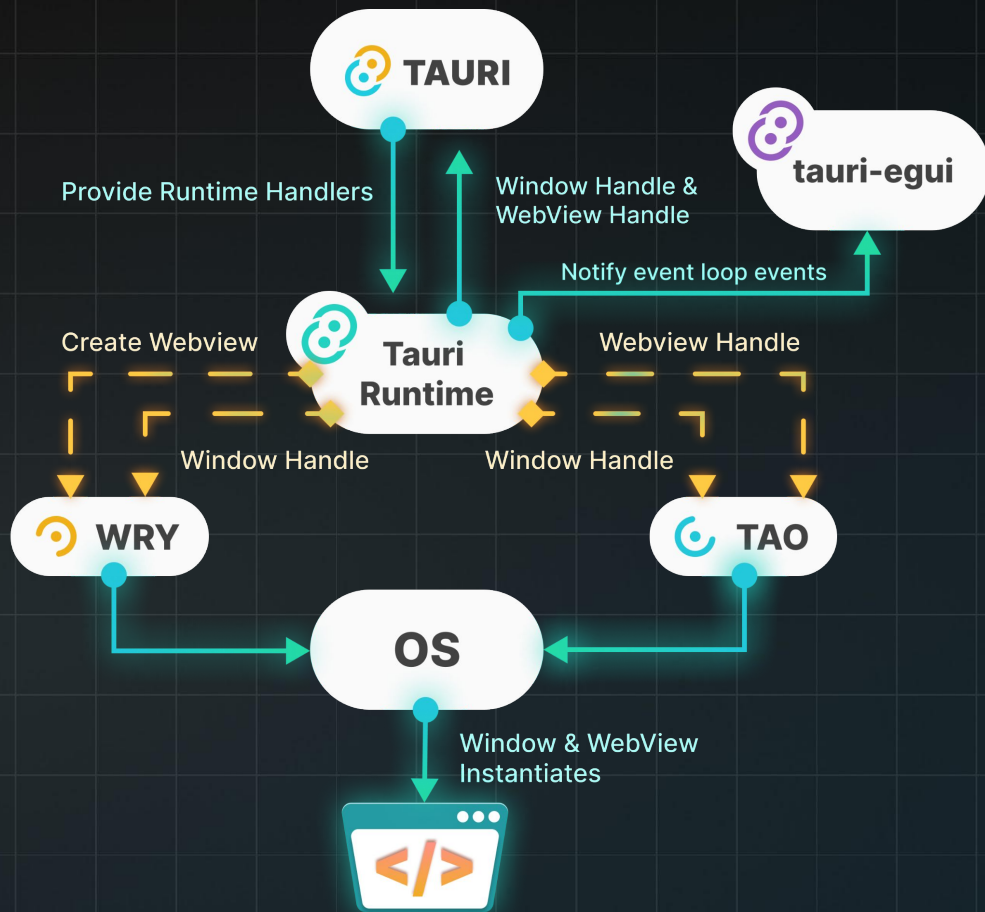 TAURI
tauri-egui
Provide Runtime Handlers
Window Handle &
WebView Handle
Notify event loop events
Create Webview
Tauri
Runtime
Webview Handle
Window Handle
Window Handle
WRY
TAO
OS
Window & WebView
Instantiates
</>